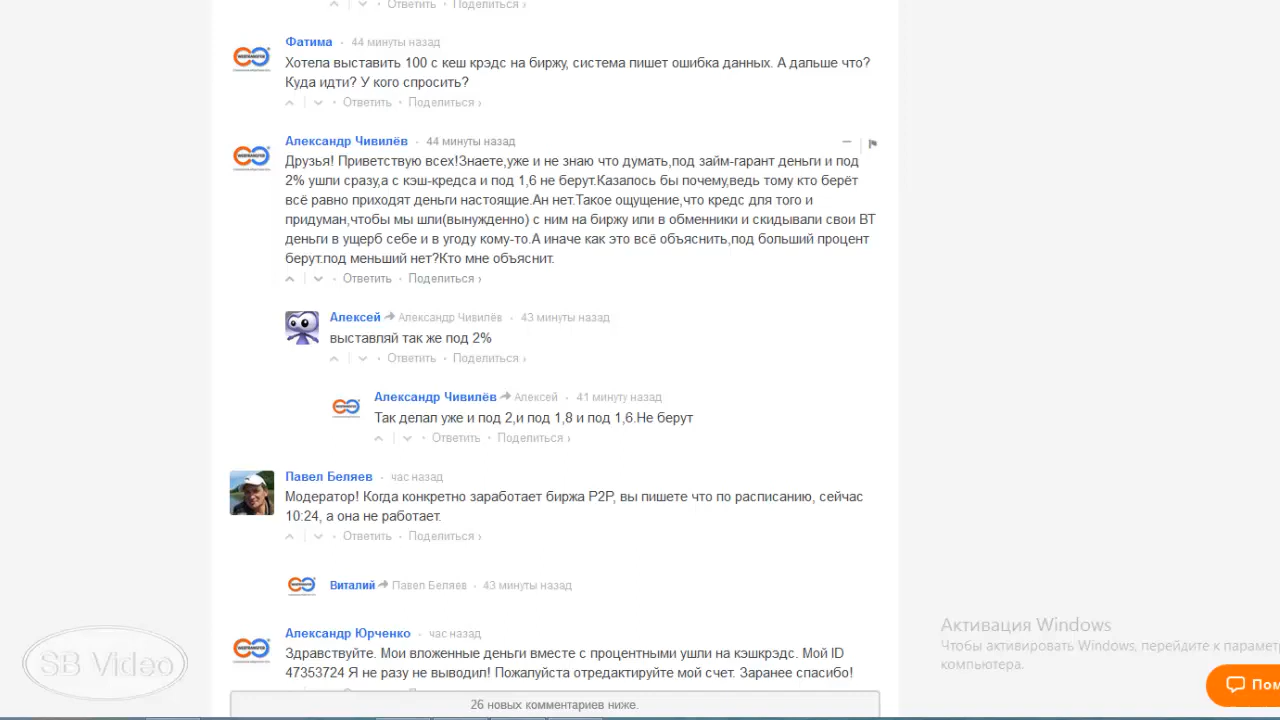 Ответить · Поделиться ›
Фатима · 44 минуты назад
Хотела выставить 100 с кеш крэдс на биржу, система пишет ошибка данных. А дальше что?
Куда идти? У кого спросить?
Ответить · Поделиться ›
Александр Чивилёв · 44 минуты назад
Друзья! Приветствую всех!Знаете,уже и не знаю что думать,под займ-гарант деньги и под
2% ушли сразу,а с кэш-кредса и под 1,6 не берут.Казалось бы почему,ведь тому кто берёт
всё равно приходят деньги настоящие.Ан нет.Такое ощущение,что кредс для того и
придуман,чтобы мы шли(вынужденно) с ним на биржу или в обменники и скидывали свои ВТ
деньги в ущерб себе и в угоду кому-то.А иначе как это всё объяснить,под больший процент
берут.под меньший нет?Кто мне объяснит.
Ответить · Поделиться ›
Алексей Александр Чивилёв · 43 минуты назад
выставляй так же под 2%
Ответить · Поделиться ›
Александр Чивилёв Алексей · 41 минуту назад
Так делал уже и под 2,и под 1,8 и под 1,6.Не берут
Ответить · Поделиться ›
Павел Беляев · час назад
Модератор! Когда конкретно заработает биржа P2P, вы пишете что по расписанию, сейчас
10:24, а она не работает.
Ответить · Поделиться ›
Виталий Павел Беляев · 43 минуты назад
Александр Юрченко · час назад
Здравствуйте. Мои вложенные деньги вместе с процентными ушли на кэшкрэдс. Мой ID
47353724 Я не разу не выводил! Пожалуйста отредактируйте мой счет. Заранее спасибо!
26 новых комментариев ниже.
Активация Windows
Чтобы активировать Windows, перейдите к парамет
компьютера.
Пом
SB Video